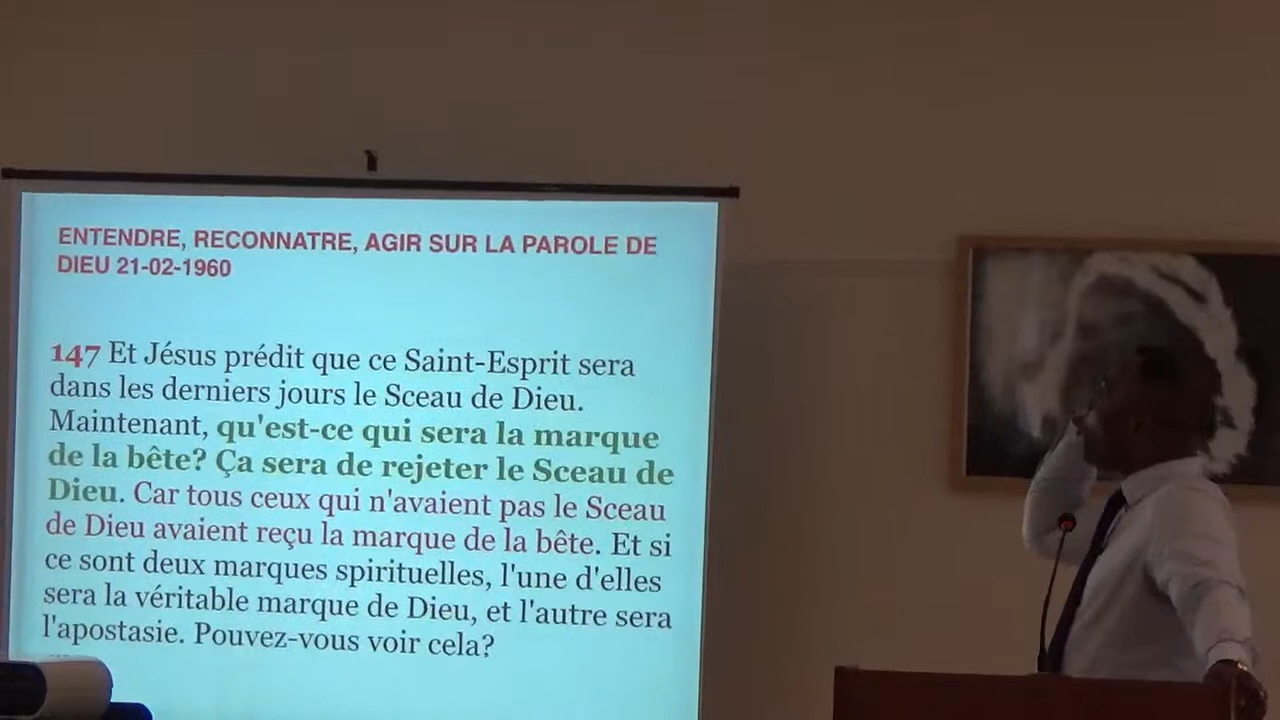 ENTENDRE, RECONNATRE, AGIR SUR LA PAROLE DE
DIEU 21-02-1960
147 Et Jésus prédit que ce Saint-Esprit sera
dans les derniers jours le Sceau de Dieu.
Maintenant, qu'est-ce qui sera la marque
de la bête? Ça sera de rejeter le Sceau de
Dieu. Car tous ceux qui n'avaient pas le Sceau
de Dieu avaient reçu la marque de la bête. Et si
ce sont deux marques spirituelles, l'une d'elles
sera la véritable marque de Dieu, et l'autre sera
l'apostasie. Pouvez-vous voir cela?